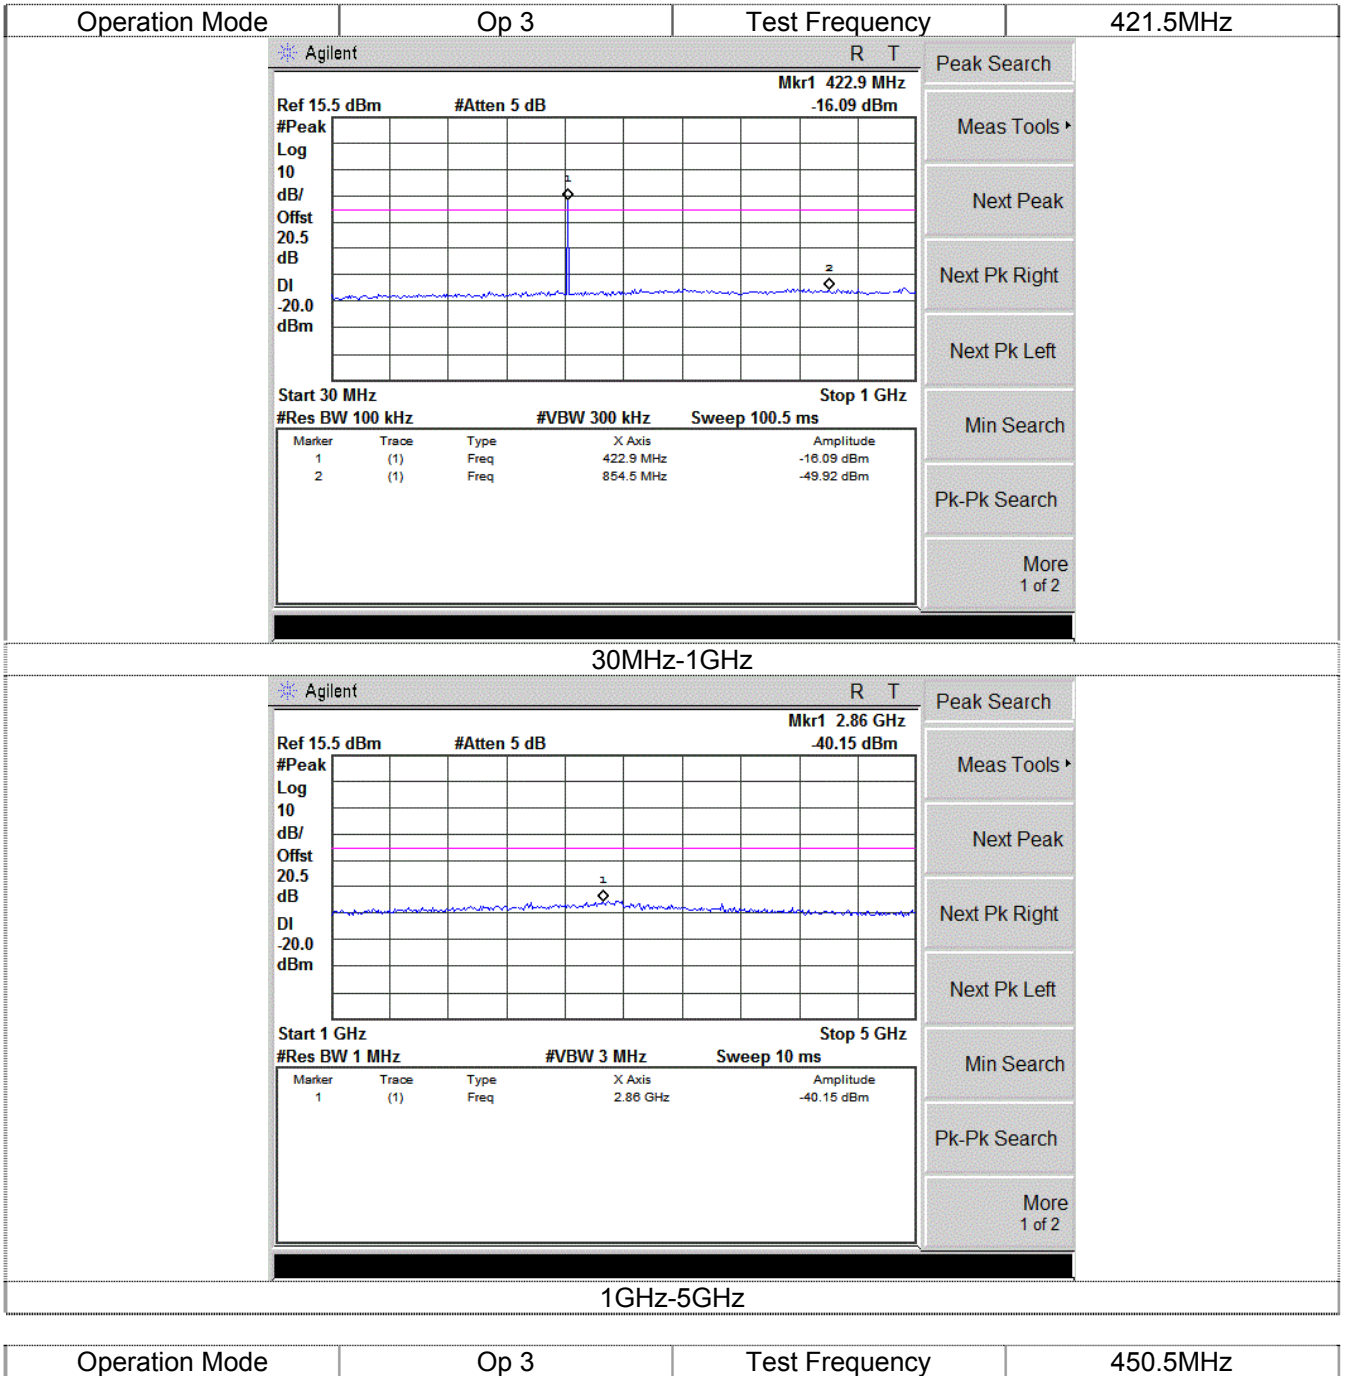 Operation Mode Op 3 Test Frequency 421.5MHz
Agilent R T
Peak Search
Mkr1 422.9 MHz
Ref 15.5 dBm #Atten 5 dB -16.09 dBm
#Peak
Log
10
dB/
Offst
20.5
dB
DI
-20.0
dBm
1
2
Start 30 MHz Stop 1 GHz
#Res BW 100 kHz #VBW 300 kHz Sweep 100.5 ms
Marker Trace Type X Axis Amplitude
1 (1) Freq 422.9 MHz -16.09 dBm
2 (1) Freq 854.5 MHz -49.92 dBm
Meas Tools
Next Peak
Next Pk Right
Next Pk Left
Min Search
Pk-Pk Search
More
1 of 2
30MHz-1GHz
Agilent R T
Peak Search
Mkr1 2.86 GHz
Ref 15.5 dBm #Atten 5 dB -40.15 dBm
#Peak
Log
10
dB/
Offst
20.5
dB
DI
-20.0
dBm
1
Start 1 GHz Stop 5 GHz
#Res BW 1 MHz #VBW 3 MHz Sweep 10 ms
Marker Trace Type X Axis Amplitude
1 (1) Freq 2.86 GHz -40.15 dBm
Meas Tools
Next Peak
Next Pk Right
Next Pk Left
Min Search
Pk-Pk Search
More
1 of 2
1GHz-5GHz
Operation Mode Op 3 Test Frequency 450.5MHz